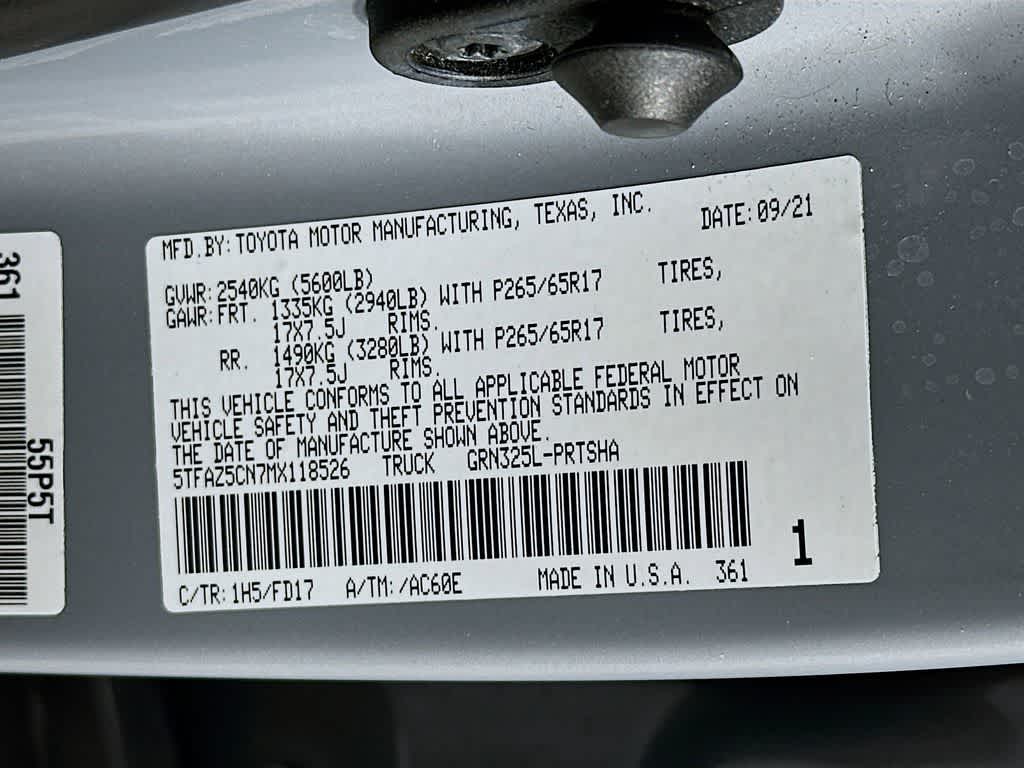 MFD.BY:TOYOTA MOTOR MANUFACTURING, TEXAS, INC. DATE:09/21
GVWR:2540KG (5600LB)
GAWR:FRT. 1335KG (2940LB) WITH P265/65R17 TIRES,
17X7.5J RIMS.
RR. 1490KG (3280LB) WITH P265/65R17 TIRES,
17X7.5J RIMS.
THIS VEHICLE CONFORMS TO ALL APPLICABLE FEDERAL MOTOR
VEHICLE SAFETY AND THEFT PREVENTION STANDARDS IN EFFECT ON
THE DATE OF MANUFACTURE SHOWN ABOVE.
5TFAZ5CN7MX118526 TRUCK GRN325L-PRTSHA
1
C/TR:1H5/FD17 A/TM:/AC60E MADE IN U.S.A. 361
361
55P5T